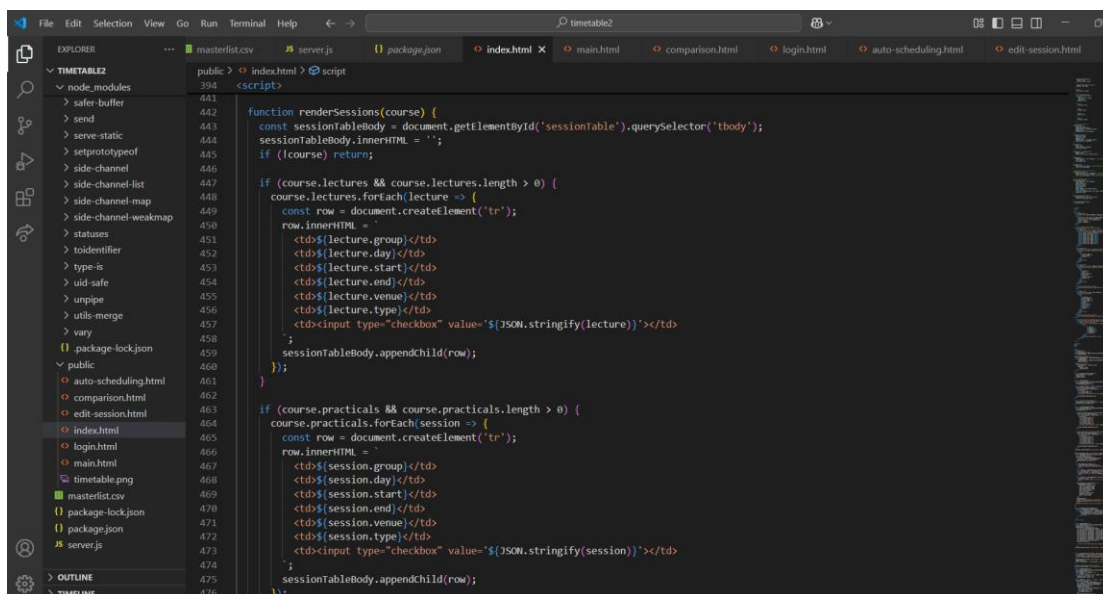 File Edit Selection View Go Run Terminal Help
timetable2
EXPLORER
masterlist.csv
JS server.js
{} package.json
index.html
main.html
comparison.html
login.html
auto-scheduling.html
edit-session.html
TIMETABLE2
node_modules
safer-buffer
send
serve-static
setprototypeof
side-channel
side-channel-list
side-channel-map
side-channel-weakmap
statuses
toidentifier
type-is
uid-safe
unpipe
utils-merge
vary
{} .package-lock.json
public
auto-scheduling.html
comparison.html
edit-session.html
index.html
login.html
main.html
timetable.png
masterlist.csv
{} package-lock.json
{} package.json
JS server.js
OUTLINE
TIMELINE
public > index.html > script
394 <script>
441
442 function renderSessions(course) {
443 const sessionTableBody = document.getElementById('sessionTable').querySelector('tbody');
444 sessionTableBody.innerHTML = '';
445 if (!course) return;
446
447 if (course.lectures && course.lectures.length > 0) {
448 course.lectures.forEach(lecture => {
449 const row = document.createElement('tr');
450 row.innerHTML = `
451 <td>${lecture.group}</td>
452 <td>${lecture.day}</td>
453 <td>${lecture.start}</td>
454 <td>${lecture.end}</td>
455 <td>${lecture.venue}</td>
456 <td>${lecture.type}</td>
457 <td><input type="checkbox" value='${JSON.stringify(lecture)}'></td>
458 `;
459 sessionTableBody.appendChild(row);
460 });
461 }
462
463 if (course.practicals && course.practicals.length > 0) {
464 course.practicals.forEach(session => {
465 const row = document.createElement('tr');
466 row.innerHTML = `
467 <td>${session.group}</td>
468 <td>${session.day}</td>
469 <td>${session.start}</td>
470 <td>${session.end}</td>
471 <td>${session.venue}</td>
472 <td>${session.type}</td>
473 <td><input type="checkbox" value='${JSON.stringify(session)}'></td>
474 `;
475 sessionTableBody.appendChild(row);
476 });